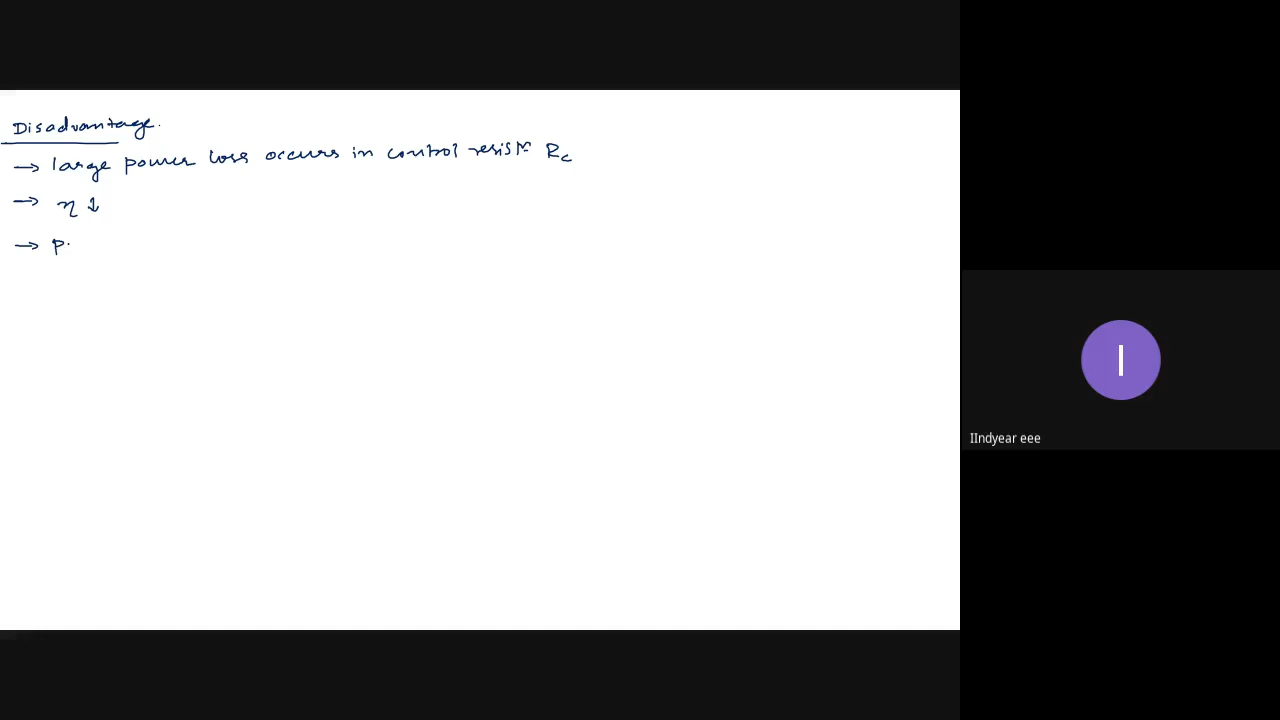 Disadvantage.
→ large power loss occurs in control resistr Rc
→ η ↓
→ P.
IIndyear eee
I